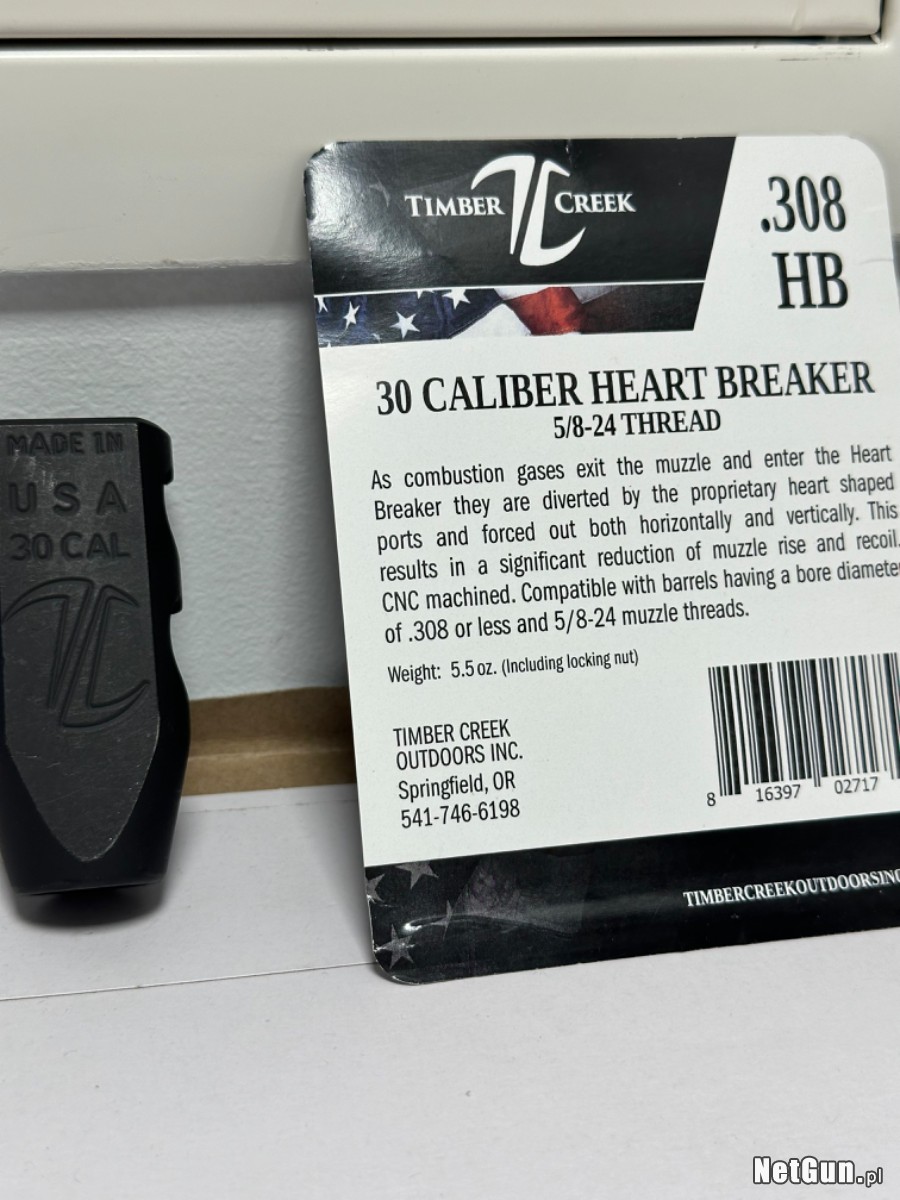 MADE IN
USA
30 CAL
TIMBER CREEK
.308
HB
30 CALIBER HEART BREAKER
5/8-24 THREAD
As combustion gases exit the muzzle and enter the Heart
Breaker they are diverted by the proprietary heart shaped
ports and forced out both horizontally and vertically. This
results in a significant reduction of muzzle rise and recoil.
CNC machined. Compatible with barrels having a bore diameter
of .308 or less and 5/8-24 muzzle threads.
Weight: 5.5 oz. (Including locking nut)
TIMBER CREEK
OUTDOORS INC.
Springfield, OR
541-746-6198
8 16397 02717
TIMBERCREEKOUTDOORSINC
NetGun.pl